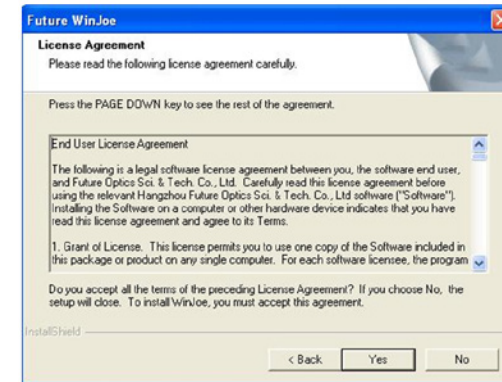 Future WinJoe
License Agreement
Please read the following license agreement carefully.
Press the PAGE DOWN key to see the rest of the agreement.
End User License Agreement
The following is a legal software license agreement between you, the software end user,
and Future Optics Sci. & Tech. Co., Ltd. Carefully read this license agreement before
using the relevant Hangzhou Future Optics Sci. & Tech. Co., Ltd software ("Software").
Installing the Software on a computer or other hardware device indicates that you have
read this license agreement and agree to its Terms.
1. Grant of License. This license permits you to use one copy of the Software included in
this package or product on any single computer. For each software licensee, the program
Do you accept all the terms of the preceding License Agreement? If you choose No, the
setup will close. To install WinJoe, you must accept this agreement.
InstallShield
< Back Yes No